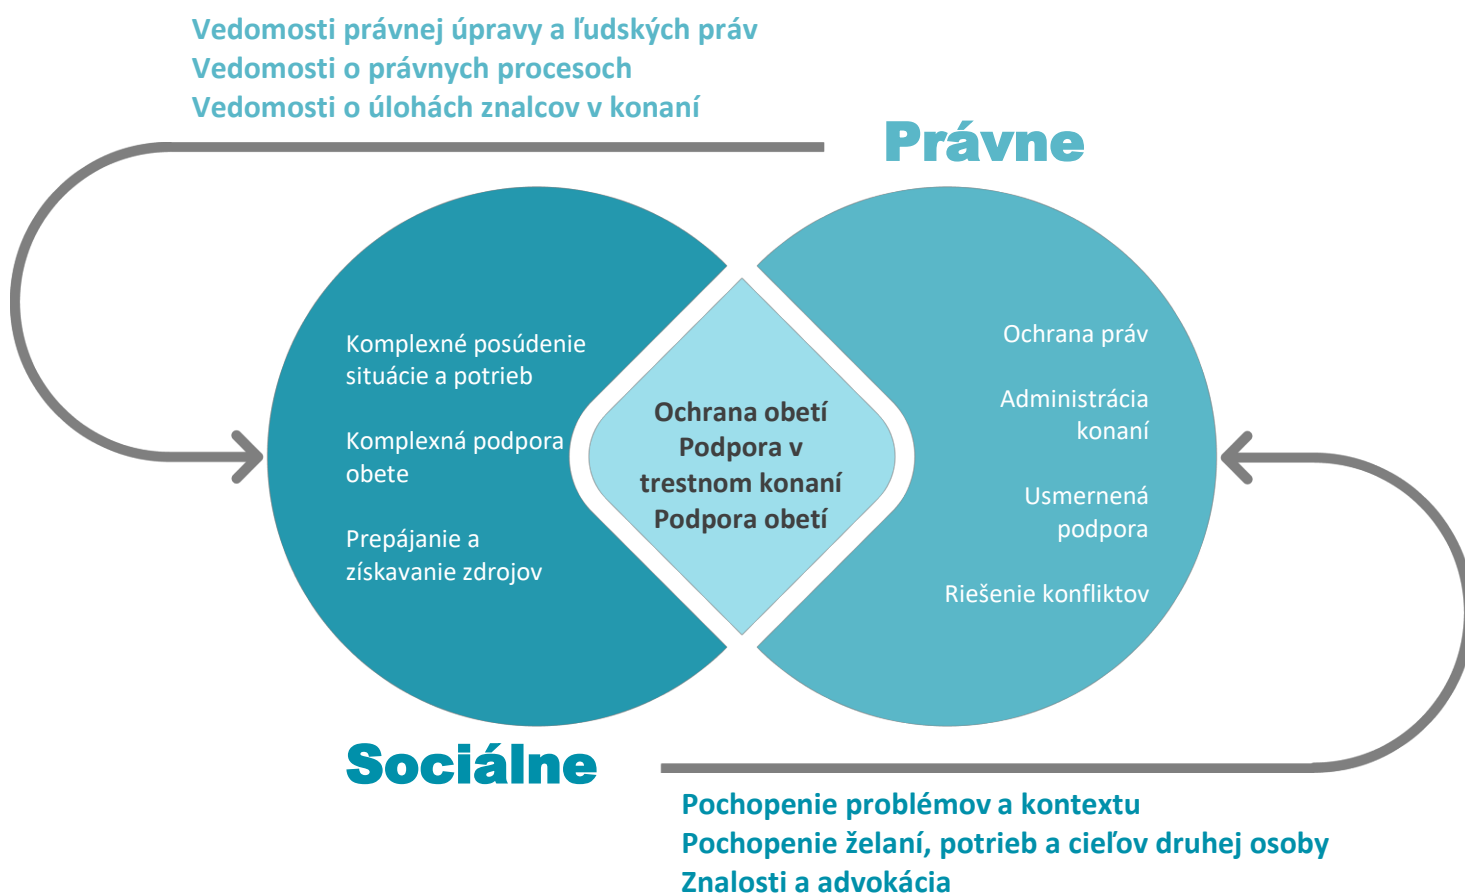 Vedomosti právnej úpravy a ľudských práv
Vedomosti o právnych procesoch
Vedomosti o úlohách znalcov v konaní
Právne
Komplexné posúdenie
situácie a potrieb
Komplexná podpora
obete
Prepájanie a
získavanie zdrojov
Ochrana obetí
Podpora v
trestnom konaní
Podpora obetí
Ochrana práv
Administrácia
konaní
Usmernená
podpora
Riešenie konfliktov
Sociálne
Pochopenie problémov a kontextu
Pochopenie želaní, potrieb a cieľov druhej osoby
Znalosti a advokácia